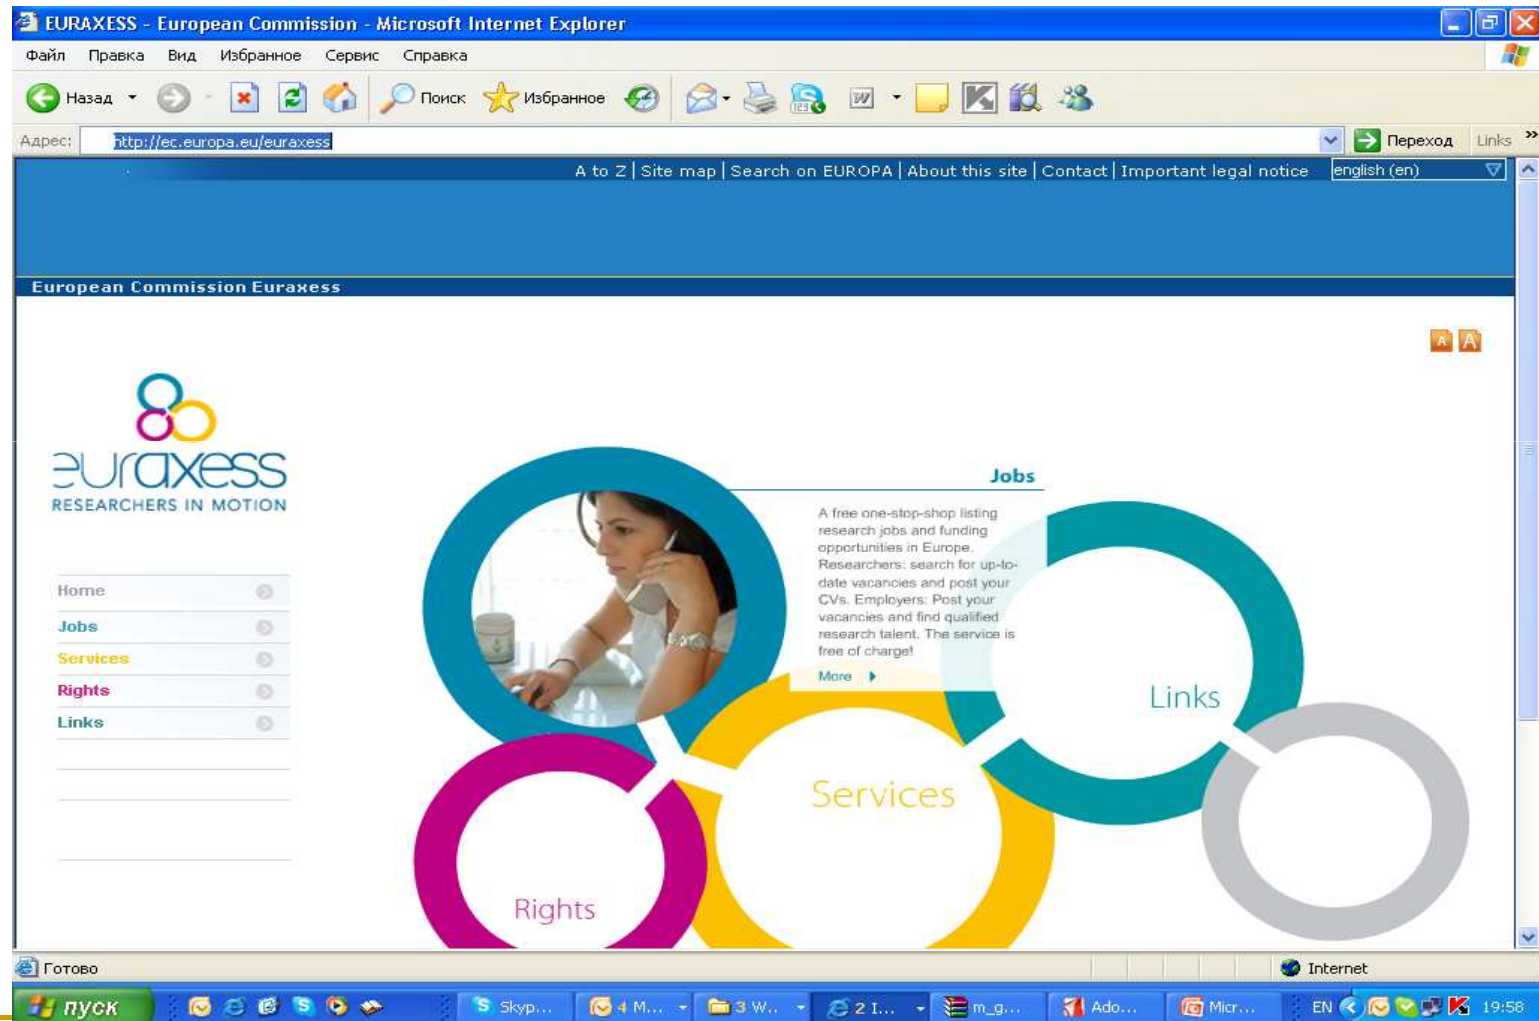 EURAXESS - European Commission - Microsoft Internet Explorer
Файл Правка Вид Избранное Сервис Справка
Назад Поиск Избранное
Адрес: http://ec.europa.eu/euraxess Переход Links
A to Z | Site map | Search on EUROPA | About this site | Contact | Important legal notice english (en)
European Commission Euraxess
A A
euraxess
RESEARCHERS IN MOTION
Home
Jobs
Services
Rights
Links
Jobs
A free one-stop-shop listing
research jobs and funding
opportunities in Europe.
Researchers: search for up-to-
date vacancies and post your
CVs. Employers: Post your
vacancies and find qualified
research talent. The service is
free of charge!
More
Links
Services
Rights
Готово Internet
пуск Skyp... 4 M... 3 W... 2 I... m_g... Ado... Micr... EN 19:58